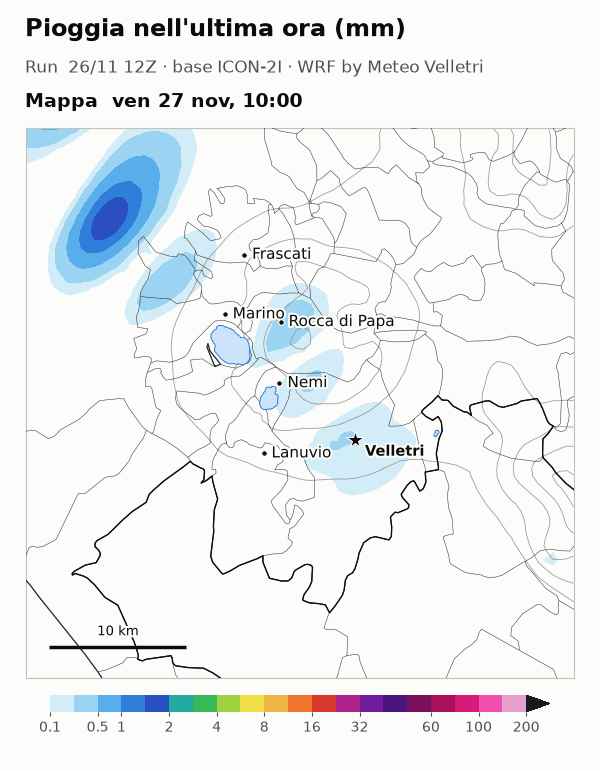 Pioggia nell'ultima ora (mm)
Run  26/11 12Z · base ICON-2I · WRF by Meteo Velletri
Mappa  ven 27 nov, 10:00
Frascati
Marino
Rocca di Papa
Nemi
Velletri
Lanuvio
10 km
0.1 0.5 1 2 4 8 16 32 60 100 200